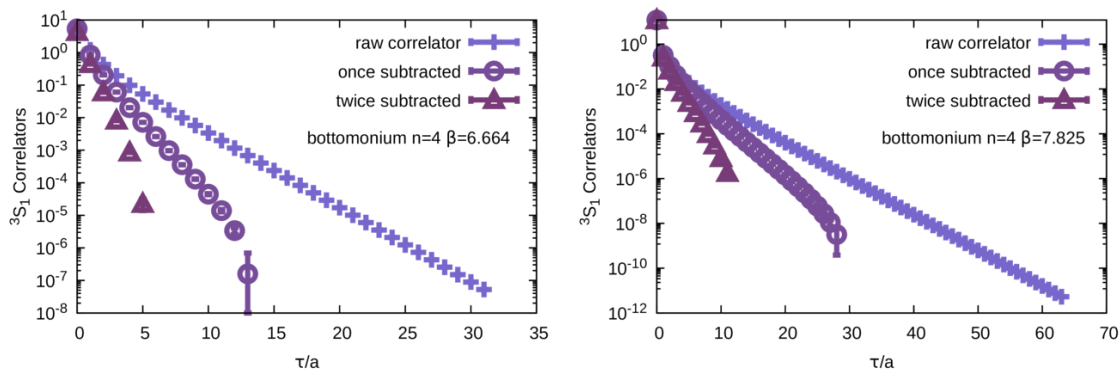 10^1
10^0
10^-1
10^-2
10^-3
10^-4
10^-5
10^-6
10^-7
10^-8
0 5 10 15 20 25 30 35
^3S_1 Correlators
τ/a
raw correlator
once subtracted
twice subtracted
bottomonium n=4 β=6.664
10^0
10^-2
10^-4
10^-6
10^-8
10^-10
10^-12
0 10 20 30 40 50 60 70
^3S_1 Correlators
τ/a
raw correlator
once subtracted
twice subtracted
bottomonium n=4 β=7.825